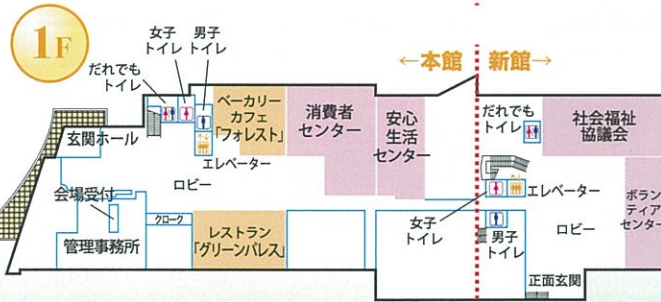 1F
女子
トイレ
男子
トイレ
だれでも
トイレ
←本館
新館→
玄関ホール
ベーカリー
カフェ
「フォレスト」
消費者
センター
安心
生活
センター
だれでも
トイレ
社会福祉
協議会
エレベーター
ロビー
会場受付
クローク
管理事務所
レストラン
「グリーンパレス」
エレベーター
女子
トイレ
男子
トイレ
ロビー
ボラン
ティア
センター
正面玄関